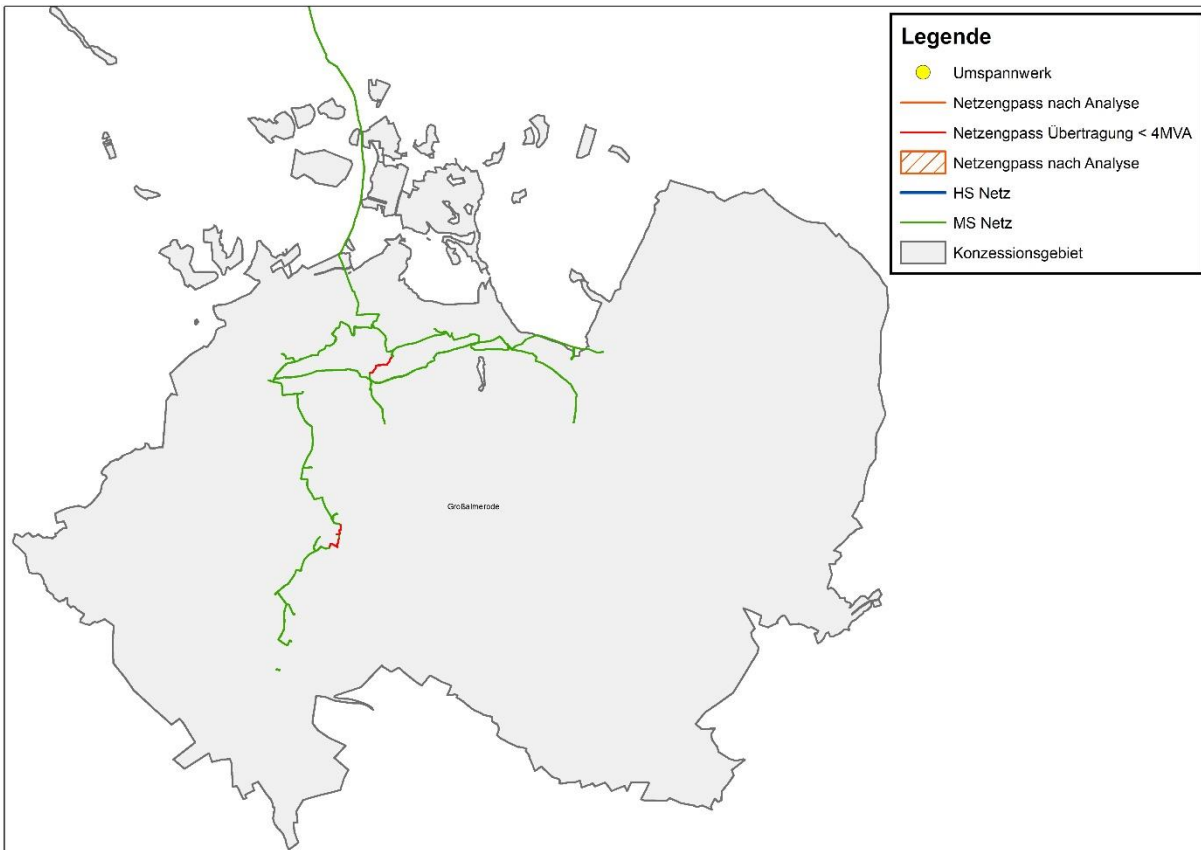 Legende
Umspannwerk
Netzengpass nach Analyse
Netzengpass Übertragung < 4MVA
Netzengpass nach Analyse
HS Netz
MS Netz
Konzessionsgebiet
Großalmerode